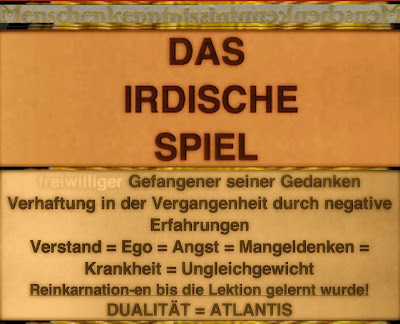 Menschenkenntnis
DAS
IRDISCHE
SPIEL
freiwilliger Gefangener seiner Gedanken
Verhaftung in der Vergangenheit durch negative
Erfahrungen
Verstand = Ego = Angst = Mangeldenken =
Krankheit = Ungleichgewicht
Reinkarnation-en bis die Lektion gelernt wurde!
DUALITÄT = ATLANTIS